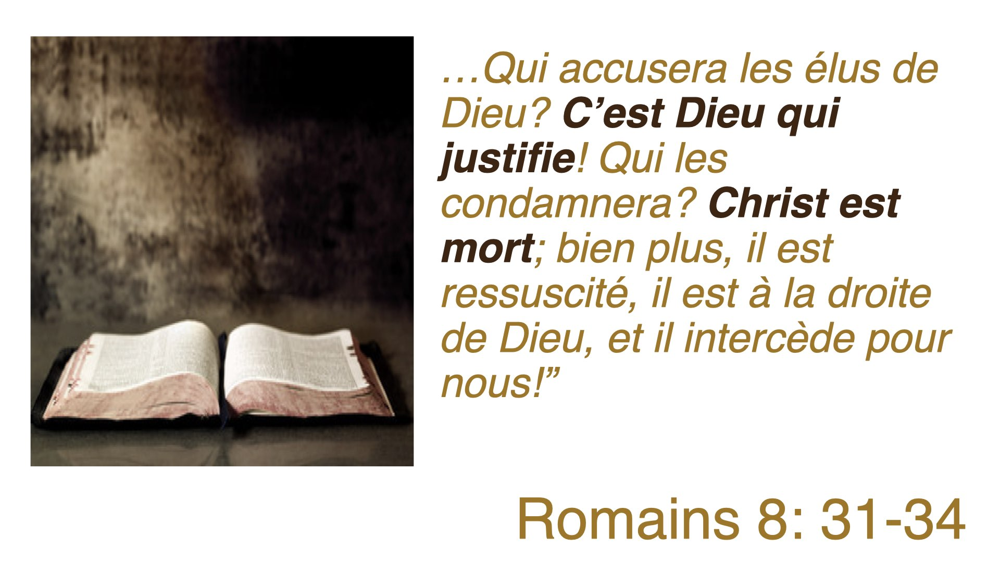 …Qui accusera les élus de
Dieu? C’est Dieu qui
justifie! Qui les
condamnera? Christ est
mort; bien plus, il est
ressuscité, il est à la droite
de Dieu, et il intercède pour
nous!”
Romains 8: 31-34